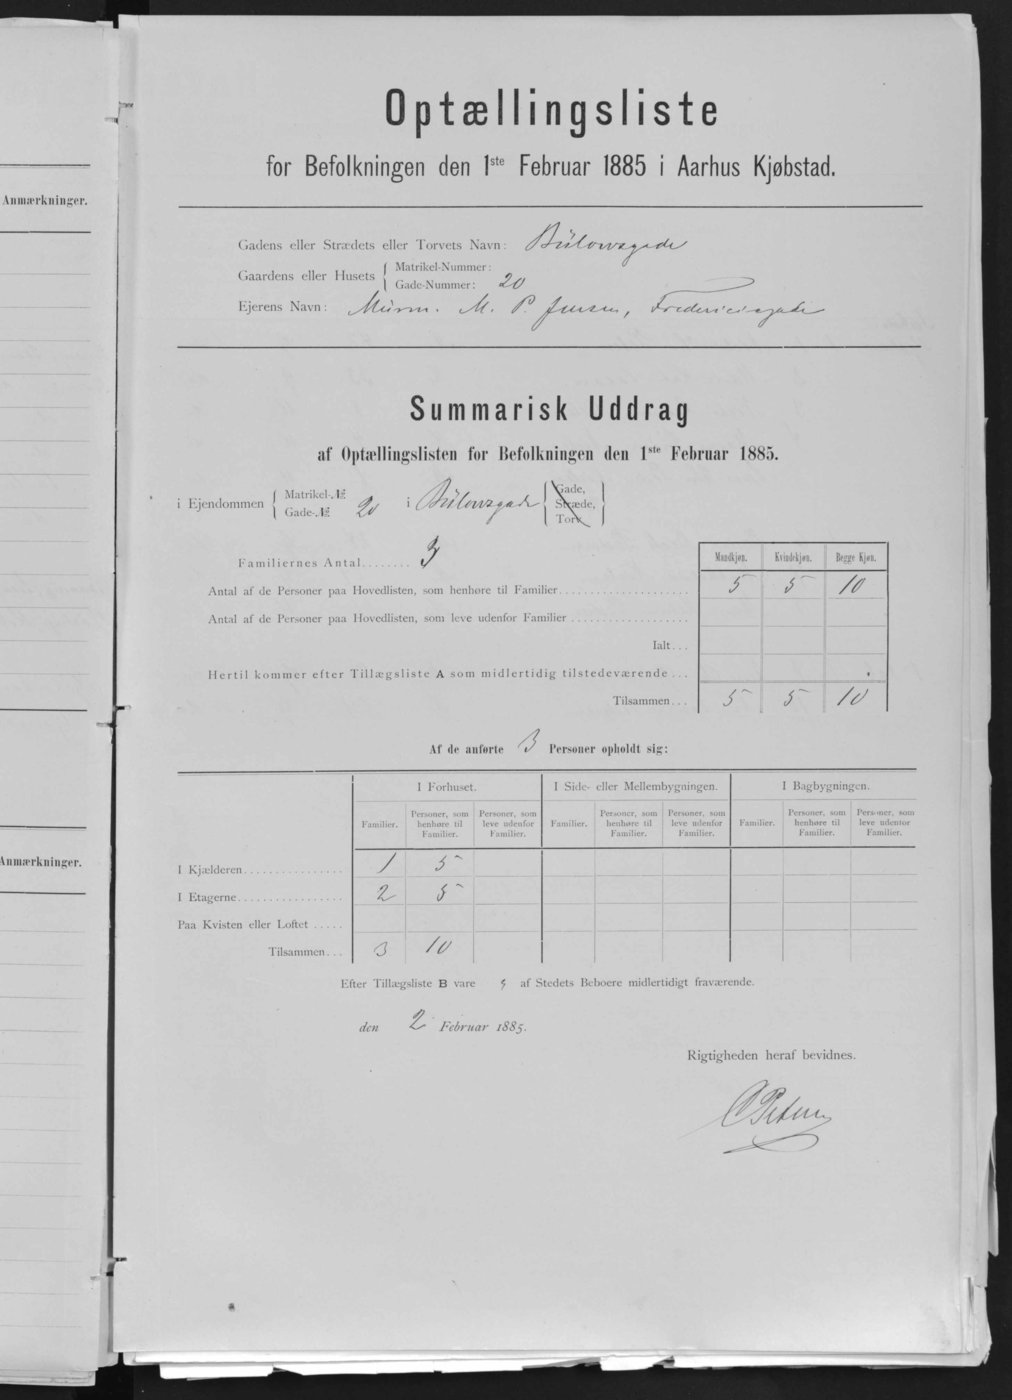 Anmærkninger.
Anmærkninger.
Optællingsliste
for Befolkningen den 1ste Februar 1885 i Aarhus Kjøbstad.
Gadens eller Strædets eller Torvets Navn: Bülowsgade
Gaardens eller Husets { Matrikel-Nummer:
Gade-Nummer: 20
Ejerens Navn: Murm. M. P. Jensen, Fredericiagade
Summarisk Uddrag
af Optællingslisten for Befolkningen den 1ste Februar 1885.
i Ejendommen { Matrikel-№ Gade-№ 20 i Bülowsgade { Gade, Stræde, Torv }
Mandkjøn. Kvindekjøn. Begge Kjøn.
Familiernes Antal........ 3
Antal af de Personer paa Hovedlisten, som henhøre til Familier 5 5 10
Antal af de Personer paa Hovedlisten, som leve udenfor Familier
Ialt...
Hertil kommer efter Tillægsliste A som midlertidig tilstedeværende...
Tilsammen... 5 5 10
Af de anførte 3 Personer opholdt sig:
I Forhuset. I Side- eller Mellembygningen. I Bagbygningen.
Familier. Personer, som henhøre til Familier. Personer, som leve udenfor Familier. Familier. Personer, som henhøre til Familier. Personer, som leve udenfor Familier. Familier. Personer, som henhøre til Familier. Personer, som leve udenfor Familier.
I Kjælderen 1 5
I Etagerne 2 5
Paa Kvisten eller Loftet .....
Tilsammen... 3 10
Efter Tillægsliste B vare af Stedets Beboere midlertidigt fraværende.
den 2 Februar 1885.
Rigtigheden heraf bevidnes.